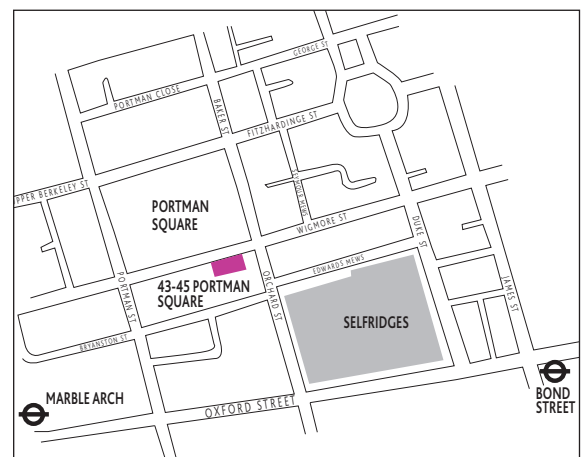 GEORGE ST
PORTMAN CLOSE
BAKER ST
FITZHARDINGE ST
UPPER BERKELEY ST
SEYMOUR MEWS
PORTMAN
SQUARE
WIGMORE ST
DUKE ST
EDWARDS MEWS
PORTMAN ST
43-45 PORTMAN
SQUARE
ORCHARD ST
JAMES ST
SELFRIDGES
BRYANSTON ST
MARBLE ARCH
OXFORD STREET
BOND
STREET